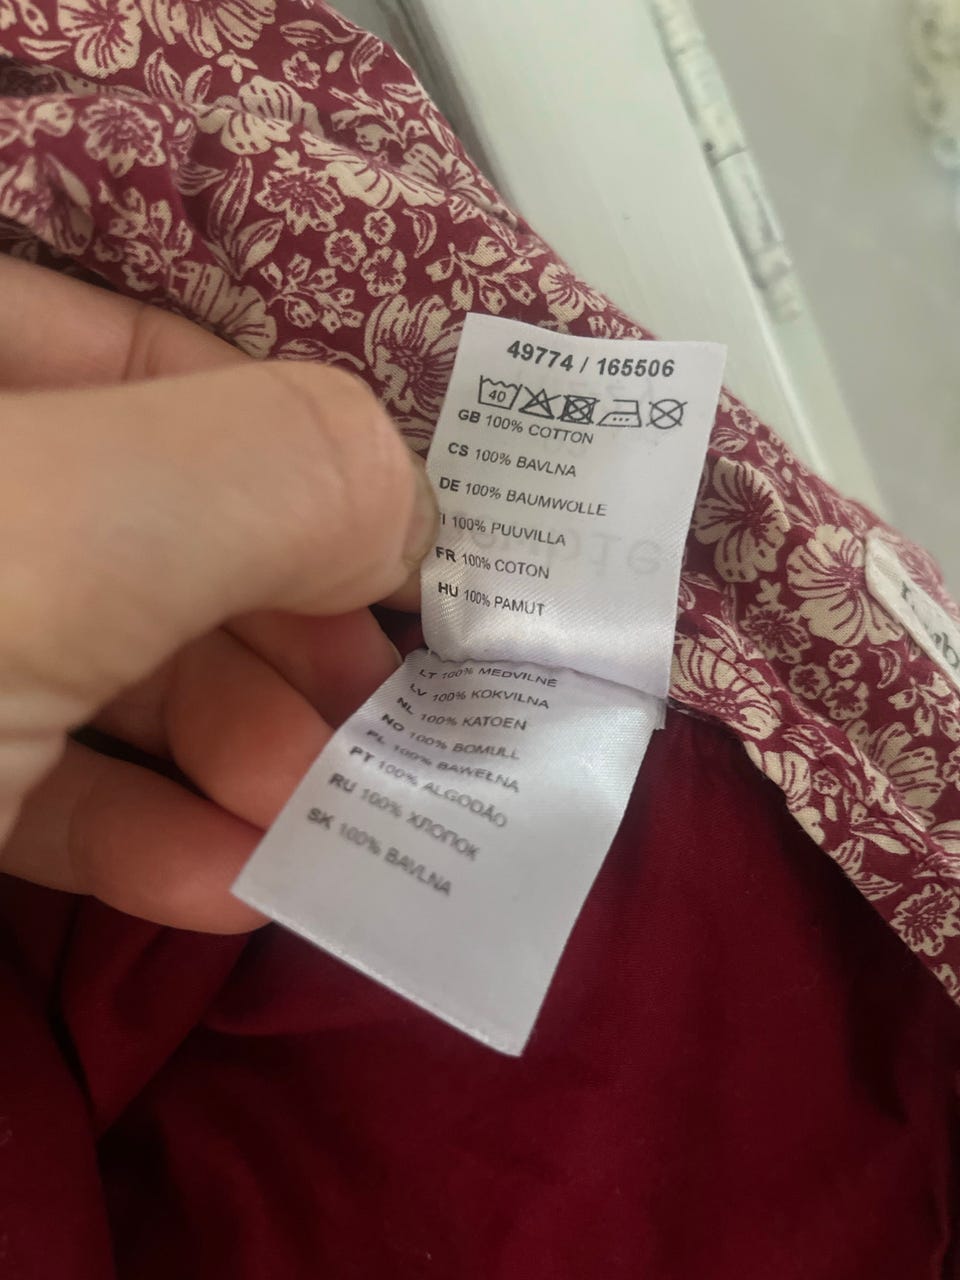 49774 / 165506
40
GB 100% COTTON
CS 100% BAVLNA
DE 100% BAUMWOLLE
I 100% PUUVILLA
FR 100% COTON
HU 100% PAMUT
LT 100% MEDVILNĖ
LV 100% KOKVILNA
NL 100% KATOEN
NO 100% BOMULL
PL 100% BAWEŁNA
PT 100% ALGODÃO
RU 100% ХЛОПОК
SK 100% BAVLNA